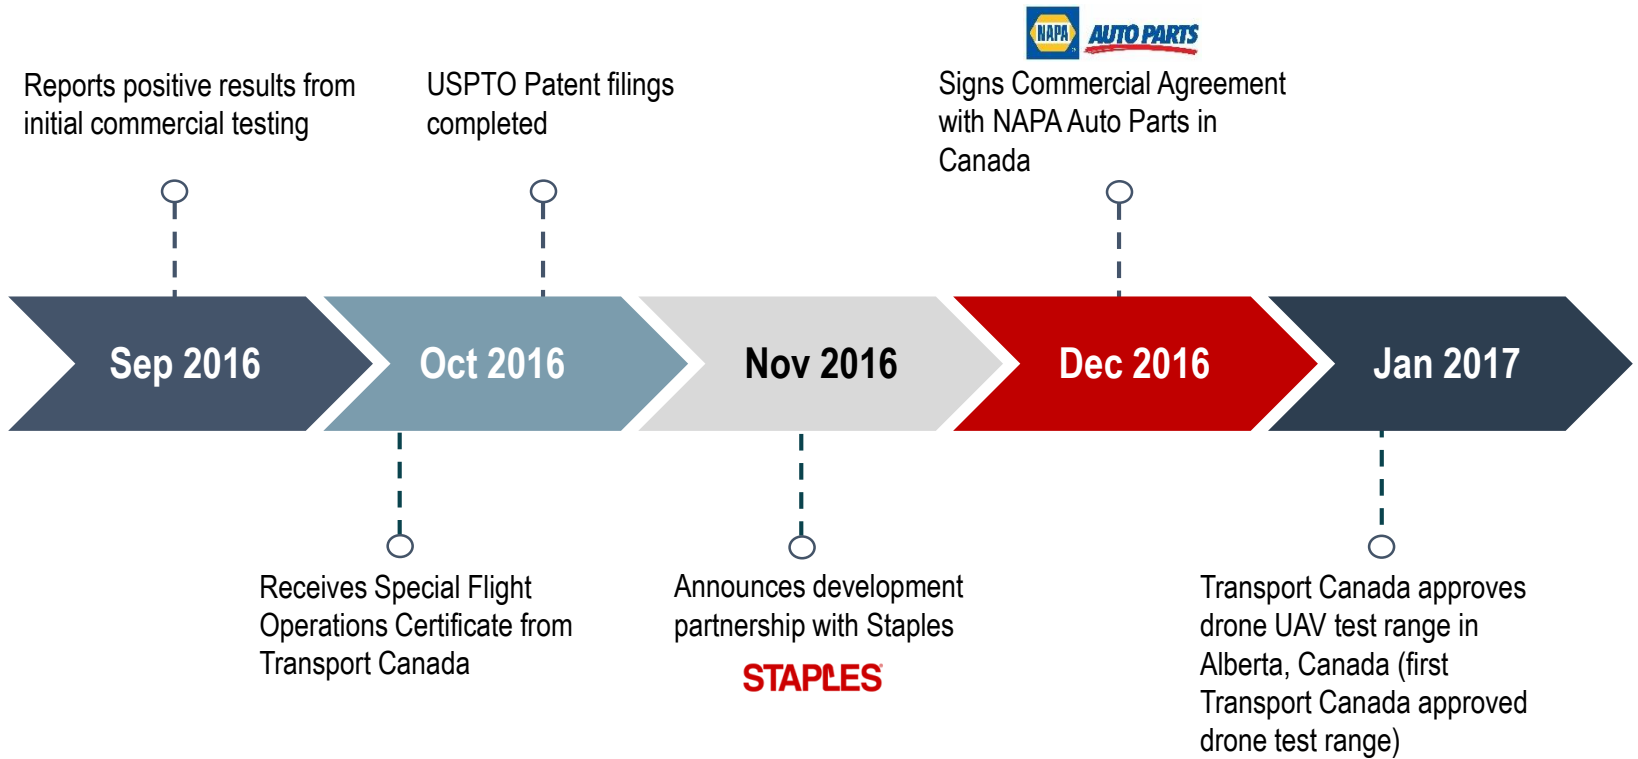 NAPA
AUTO PARTS
Reports positive results from
initial commercial testing
USPTO Patent filings
completed
Signs Commercial Agreement
with NAPA Auto Parts in
Canada
Sep 2016
Oct 2016
Nov 2016
Dec 2016
Jan 2017
Receives Special Flight
Operations Certificate from
Transport Canada
Announces development
partnership with Staples
STAPLES
Transport Canada approves
drone UAV test range in
Alberta, Canada (first
Transport Canada approved
drone test range)